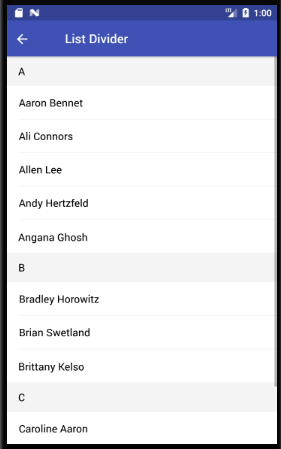 1:00
List Divider
A
Aaron Bennet
Ali Connors
Allen Lee
Andy Hertzfeld
Angana Ghosh
B
Bradley Horowitz
Brian Swetland
Brittany Kelso
C
Caroline Aaron